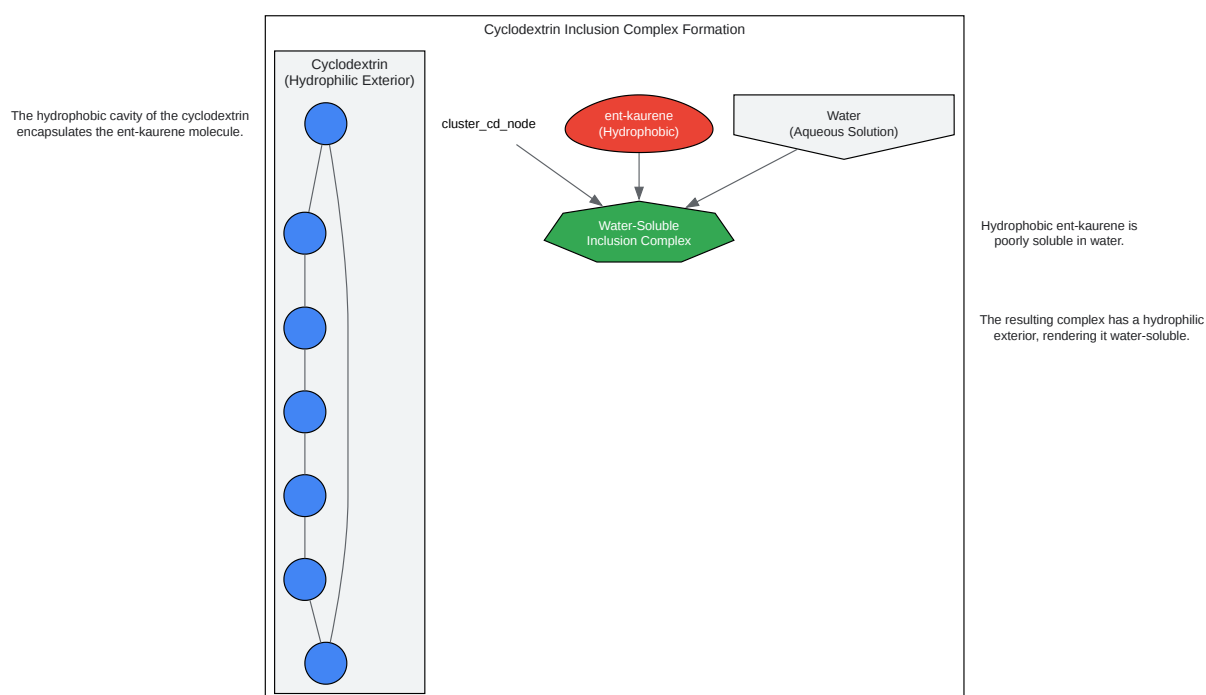 Cyclodextrin Inclusion Complex Formation
Cyclodextrin
(Hydrophilic Exterior)
The hydrophobic cavity of the cyclodextrin
encapsulates the ent-kaurene molecule.
cluster_cd_node
ent-kaurene
(Hydrophobic)
Water
(Aqueous Solution)
Water-Soluble
Inclusion Complex
Hydrophobic ent-kaurene is
poorly soluble in water.
The resulting complex has a hydrophilic
exterior, rendering it water-soluble.